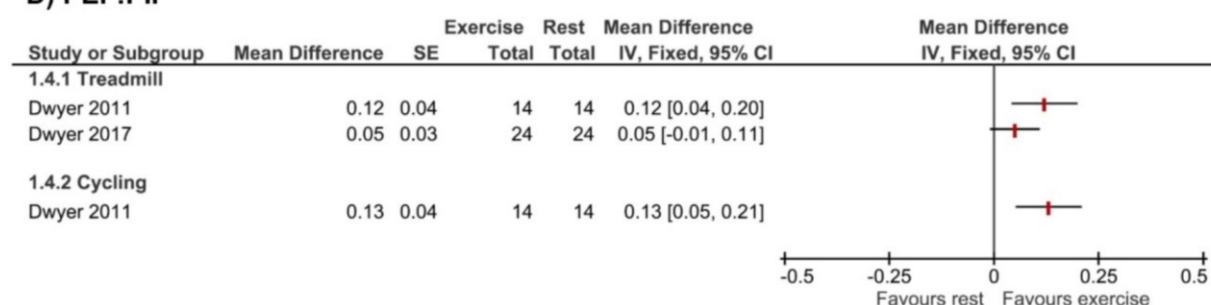 Exercise Rest Mean Difference Mean Difference
Study or Subgroup Mean Difference SE Total Total IV, Fixed, 95% CI IV, Fixed, 95% CI
1.4.1 Treadmill
Dwyer 2011 0.12 0.04 14 14 0.12 [0.04, 0.20]
Dwyer 2017 0.05 0.03 24 24 0.05 [-0.01, 0.11]
1.4.2 Cycling
Dwyer 2011 0.13 0.04 14 14 0.13 [0.05, 0.21]
-0.5 -0.25 0 0.25 0.5
Favours rest Favours exercise